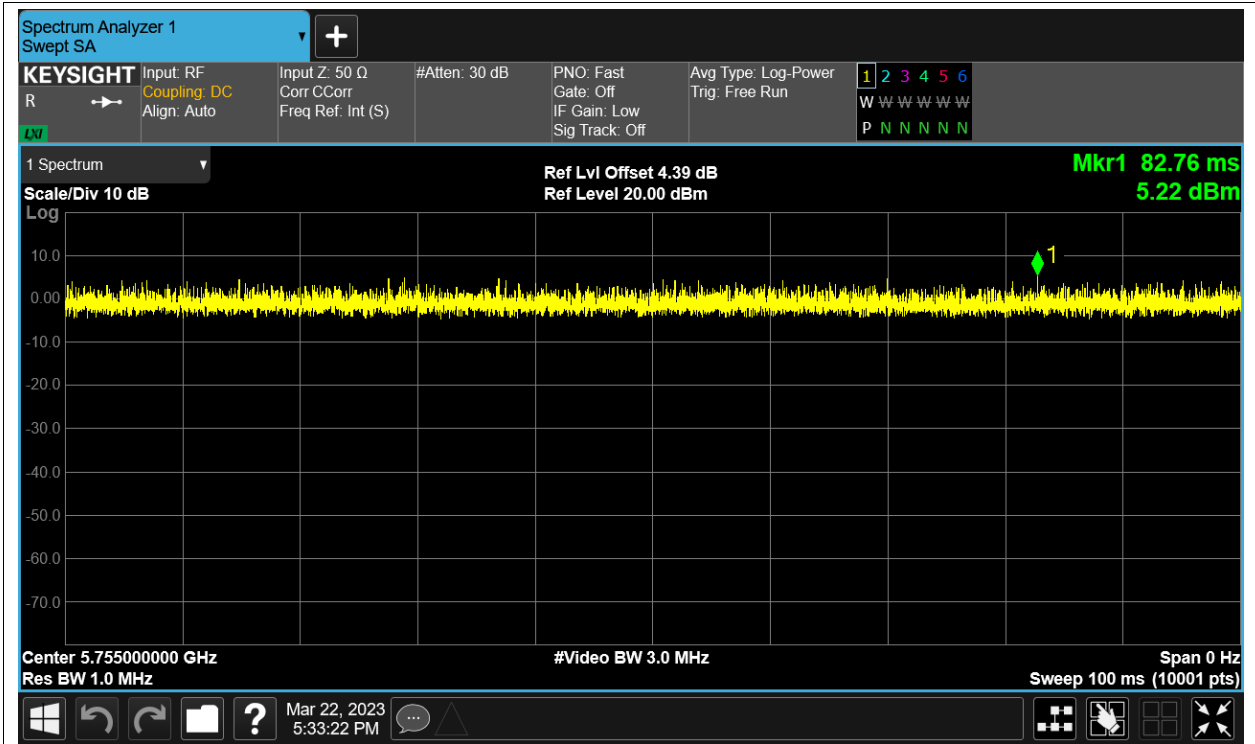 Spectrum Analyzer 1
Swept SA
KEYSIGHT
R
LXI
Input: RF
Coupling: DC
Align: Auto
Input Z: 50 Ω
Corr CCorr
Freq Ref: Int (S)
#Atten: 30 dB
PNO: Fast
Gate: Off
IF Gain: Low
Sig Track: Off
Avg Type: Log-Power
Trig: Free Run
1 2 3 4 5 6
W W W W W W
P N N N N N
1 Spectrum
Scale/Div 10 dB
Log
Ref Lvl Offset 4.39 dB
Ref Level 20.00 dBm
Mkr1 82.76 ms
5.22 dBm
1
10.0
0.00
-10.0
-20.0
-30.0
-40.0
-50.0
-60.0
-70.0
Center 5.755000000 GHz
Res BW 1.0 MHz
#Video BW 3.0 MHz
Span 0 Hz
Sweep 100 ms (10001 pts)
?
Mar 22, 2023
5:33:22 PM